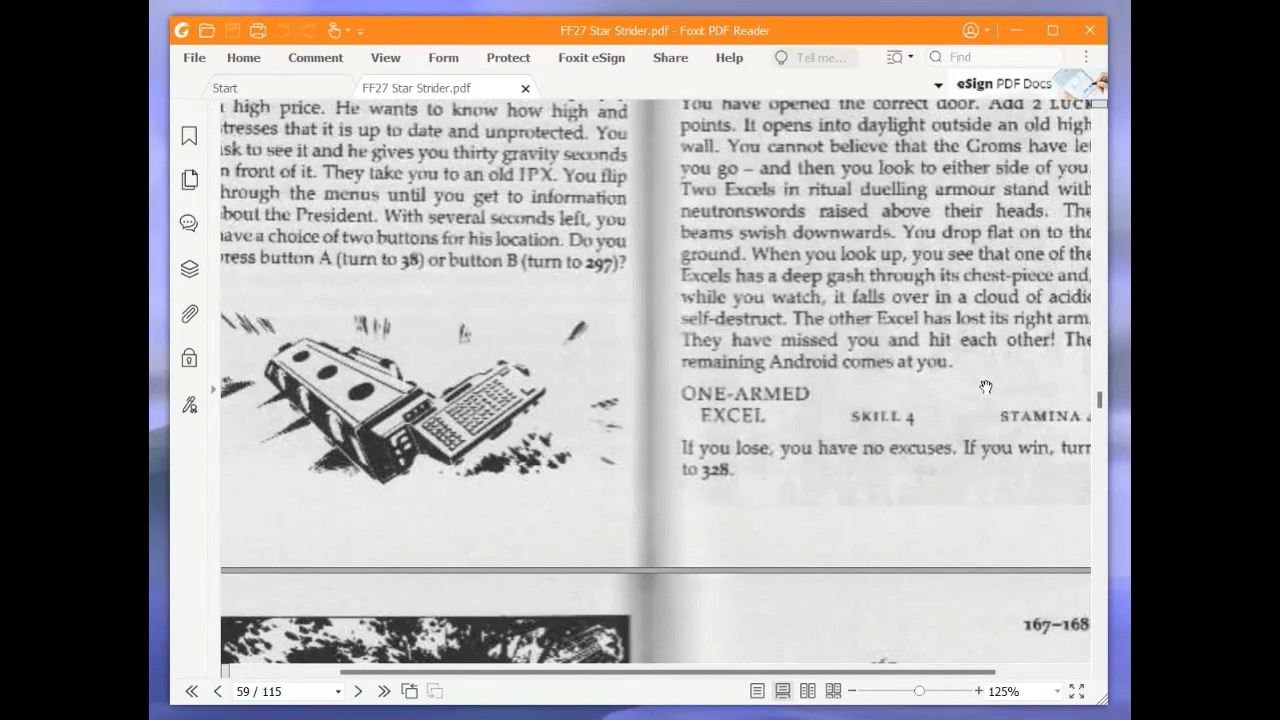 FF27 Star Strider.pdf - Foxit PDF Reader
File Home Comment View Form Protect Foxit eSign Share Help Tell me... Find
Start FF27 Star Strider.pdf eSign PDF Docs
high price. He wants to know how high and
stresses that it is up to date and unprotected. You
ask to see it and he gives you thirty gravity seconds
in front of it. They take you to an old IPX. You flip
through the menus until you get to information
about the President. With several seconds left, you
have a choice of two buttons for his location. Do you
press button A (turn to 38) or button B (turn to 297)?
You have opened the correct door. Add 2 LUCK
points. It opens into daylight outside an old high
wall. You cannot believe that the Groms have let
you go – and then you look to either side of you.
Two Excels in ritual duelling armour stand with
neutronswords raised above their heads. The
beams swish downwards. You drop flat on to the
ground. When you look up, you see that one of the
Excels has a deep gash through its chest-piece and,
while you watch, it falls over in a cloud of acidic
self-destruct. The other Excel has lost its right arm.
They have missed you and hit each other! The
remaining Android comes at you.
ONE-ARMED
EXCEL SKILL 4 STAMINA
If you lose, you have no excuses. If you win, turn
to 328.
167–168
59 / 115 125%